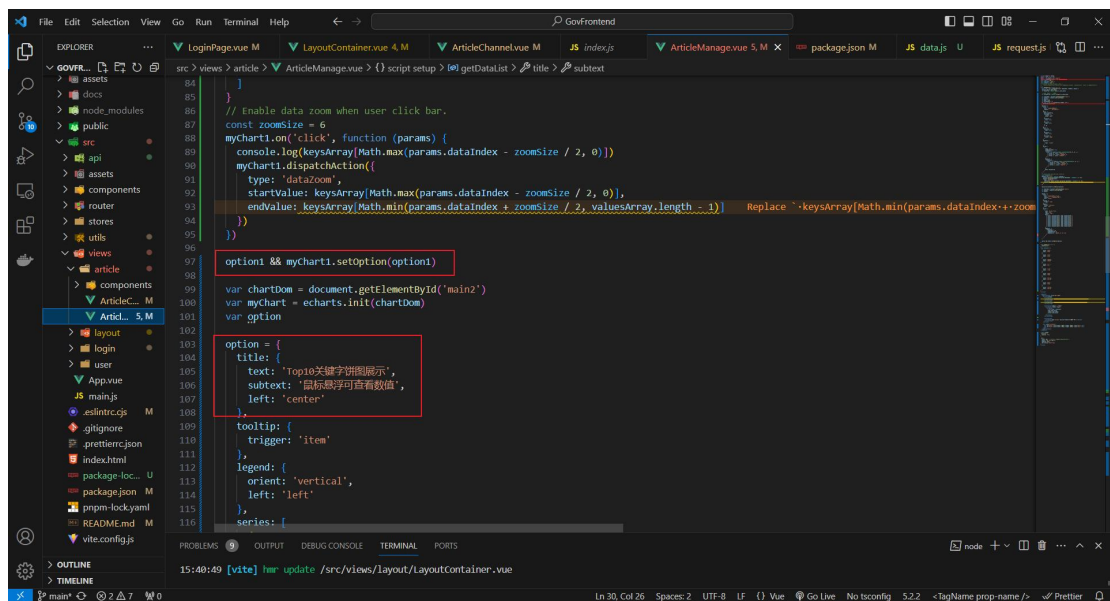 File Edit Selection View Go Run Terminal Help
GovFrontend
EXPLORER
LoginPage.vue M
LayoutContainer.vue 4, M
ArticleChannel.vue M
JS index.js
ArticleManage.vue 5, M
package.json M
JS data.js U
JS request.js
GOVFR...
src > views > article > ArticleManage.vue > {} script setup > getDataList > title > subtext
assets
docs
node_modules
public
src
api
assets
components
router
stores
utils
views
article
components
ArticleC... M
Articl... 5, M
layout
login
user
App.vue
JS main.js
.eslintrc.cjs M
.gitignore
.prettierrc.json
index.html
package-loc... U
package.json M
pnpm-lock.yaml
README.md M
vite.config.js
OUTLINE
TIMELINE
10
84 ]
85 }
86 // Enable data zoom when user click bar.
87 const zoomSize = 6
88 myChart1.on('click', function (params) {
89 console.log(keysArray[Math.max(params.dataIndex - zoomSize / 2, 0)])
90 myChart1.dispatchAction({
91 type: 'dataZoom',
92 startValue: keysArray[Math.max(params.dataIndex - zoomSize / 2, 0)],
93 endValue: keysArray[Math.min(params.dataIndex + zoomSize / 2, valuesArray.length - 1)] Replace `·keysArray[Math.min(params.dataIndex·+·zoom
94 })
95 })
96
97 option1 && myChart1.setOption(option1)
98
99 var chartDom = document.getElementById('main2')
100 var myChart = echarts.init(chartDom)
101 var option
102
103 option = {
104 title: {
105 text: 'Top10关键字饼图展示',
106 subtext: '鼠标悬浮可查看数值',
107 left: 'center'
108 },
109 tooltip: {
110 trigger: 'item'
111 },
112 legend: {
113 orient: 'vertical',
114 left: 'left'
115 },
116 series: [
PROBLEMS 9 OUTPUT DEBUG CONSOLE TERMINAL PORTS
node
15:40:49 [vite] hmr update /src/views/layout/LayoutContainer.vue
main* 2 7 0
Ln 30, Col 26 Spaces: 2 UTF-8 LF {} Vue Go Live No tsconfig 5.2.2 <TagName prop-name /> Prettier